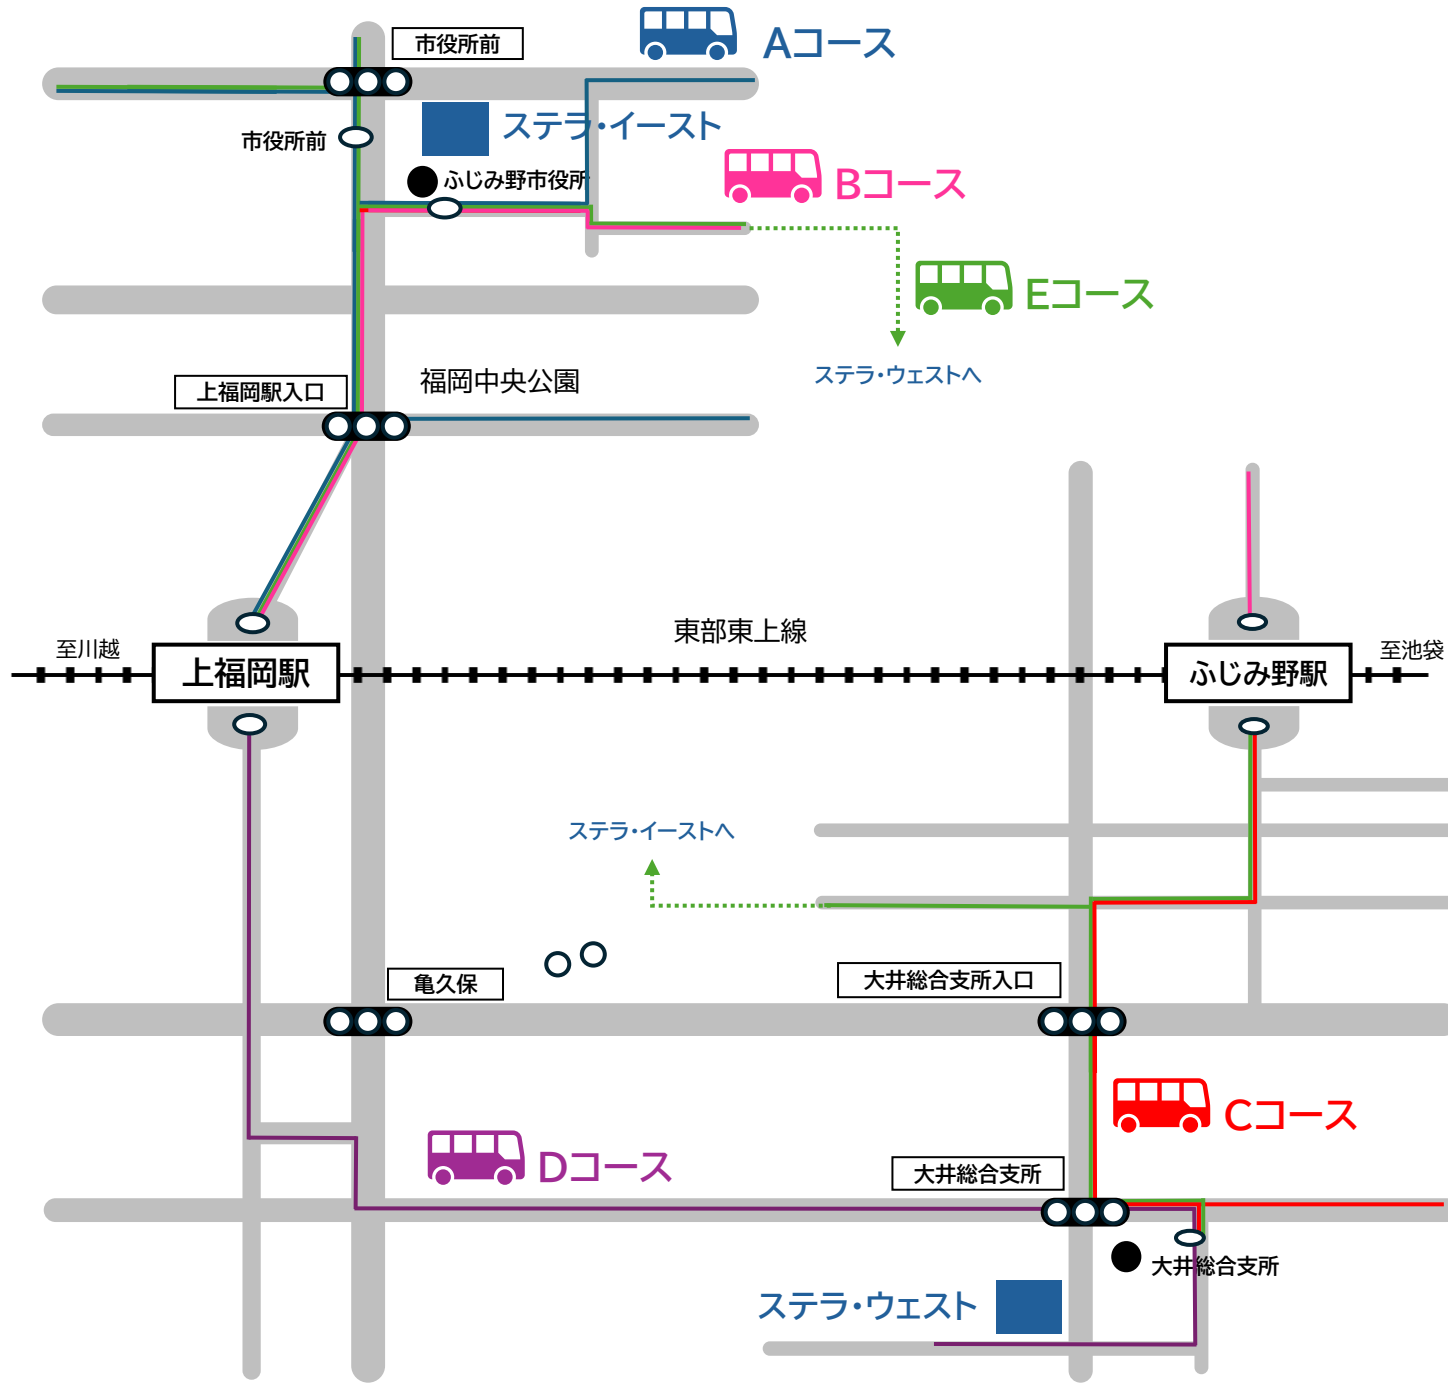 市役所前
Aコース
市役所前
ステラ・イースト
ふじみ野市役所
Bコース
Eコース
ステラ・ウェストへ
上福岡駅入口
福岡中央公園
至川越
上福岡駅
東部東上線
ふじみ野駅
至池袋
ステラ・イーストへ
亀久保
大井総合支所入口
Cコース
Dコース
大井総合支所
大井総合支所
ステラ・ウェスト